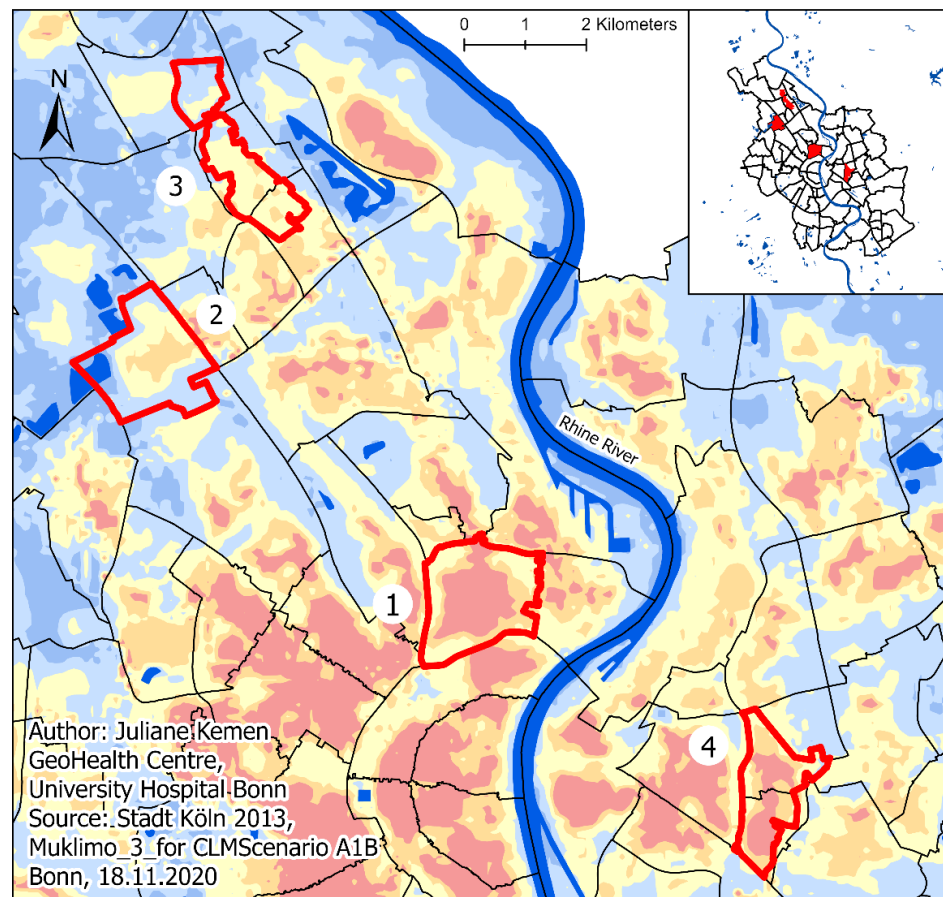 0 2 Kilometers
N
3
2
Rhine River
1
4
Author: Juliane Kemen
GeoHealth Centre,
University Hospital Bonn
Source: Stadt Köln 2013,
Muklimo_3_for CLMScenario A1B
Bonn, 18.11.2020